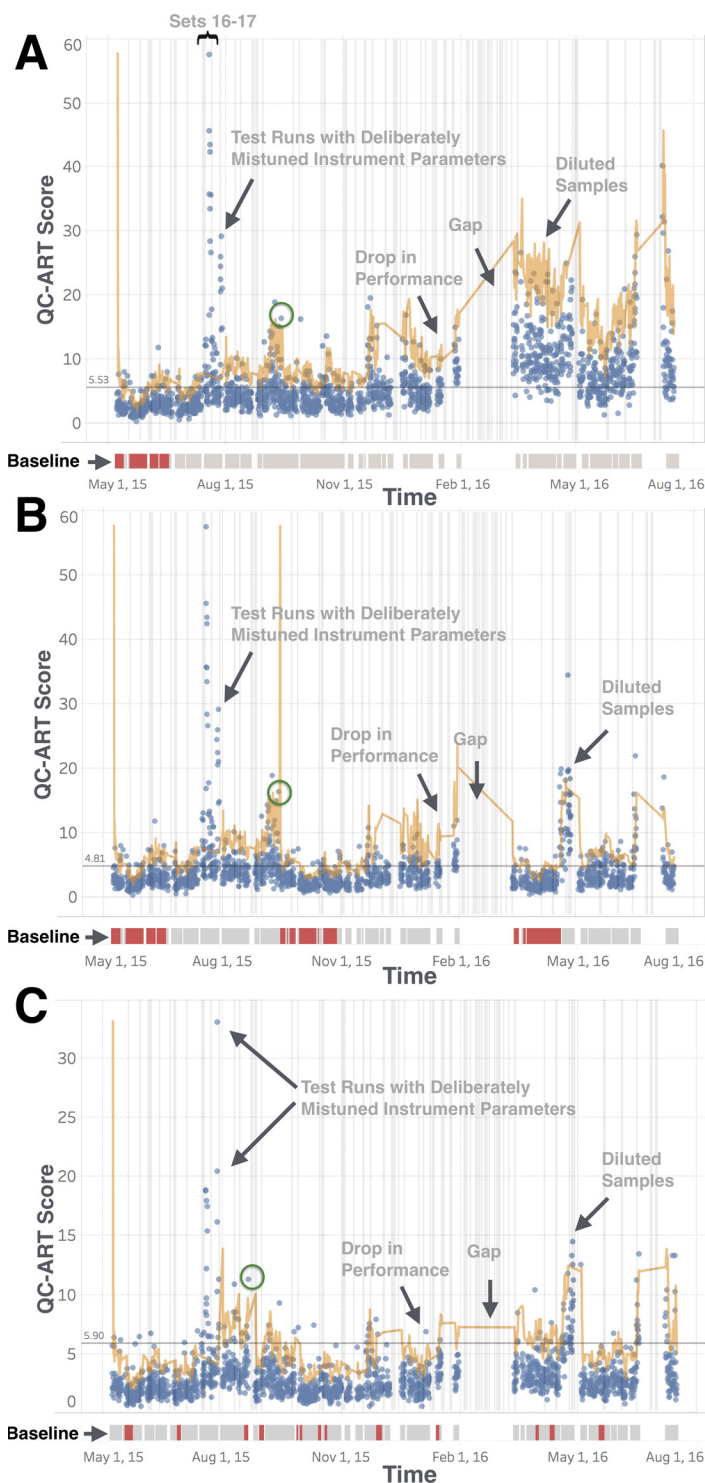 Sets 16-17
A
60
50
40
30
20
10
0
QC-ART Score
5.53
Test Runs with Deliberately
Mistuned Instrument Parameters
Diluted
Samples
Gap
Drop in
Performance
Baseline
May 1, 15
Aug 1, 15
Nov 1, 15
Feb 1, 16
May 1, 16
Aug 1, 16
Time
B
60
50
40
30
20
10
0
QC-ART Score
4.81
Test Runs with Deliberately
Mistuned Instrument Parameters
Diluted
Samples
Drop in
Performance
Gap
Baseline
May 1, 15
Aug 1, 15
Nov 1, 15
Feb 1, 16
May 1, 16
Aug 1, 16
Time
C
30
25
20
15
10
5
0
QC-ART Score
5.90
Test Runs with Deliberately
Mistuned Instrument Parameters
Diluted
Samples
Drop in
Performance
Gap
Baseline
May 1, 15
Aug 1, 15
Nov 1, 15
Feb 1, 16
May 1, 16
Aug 1, 16
Time